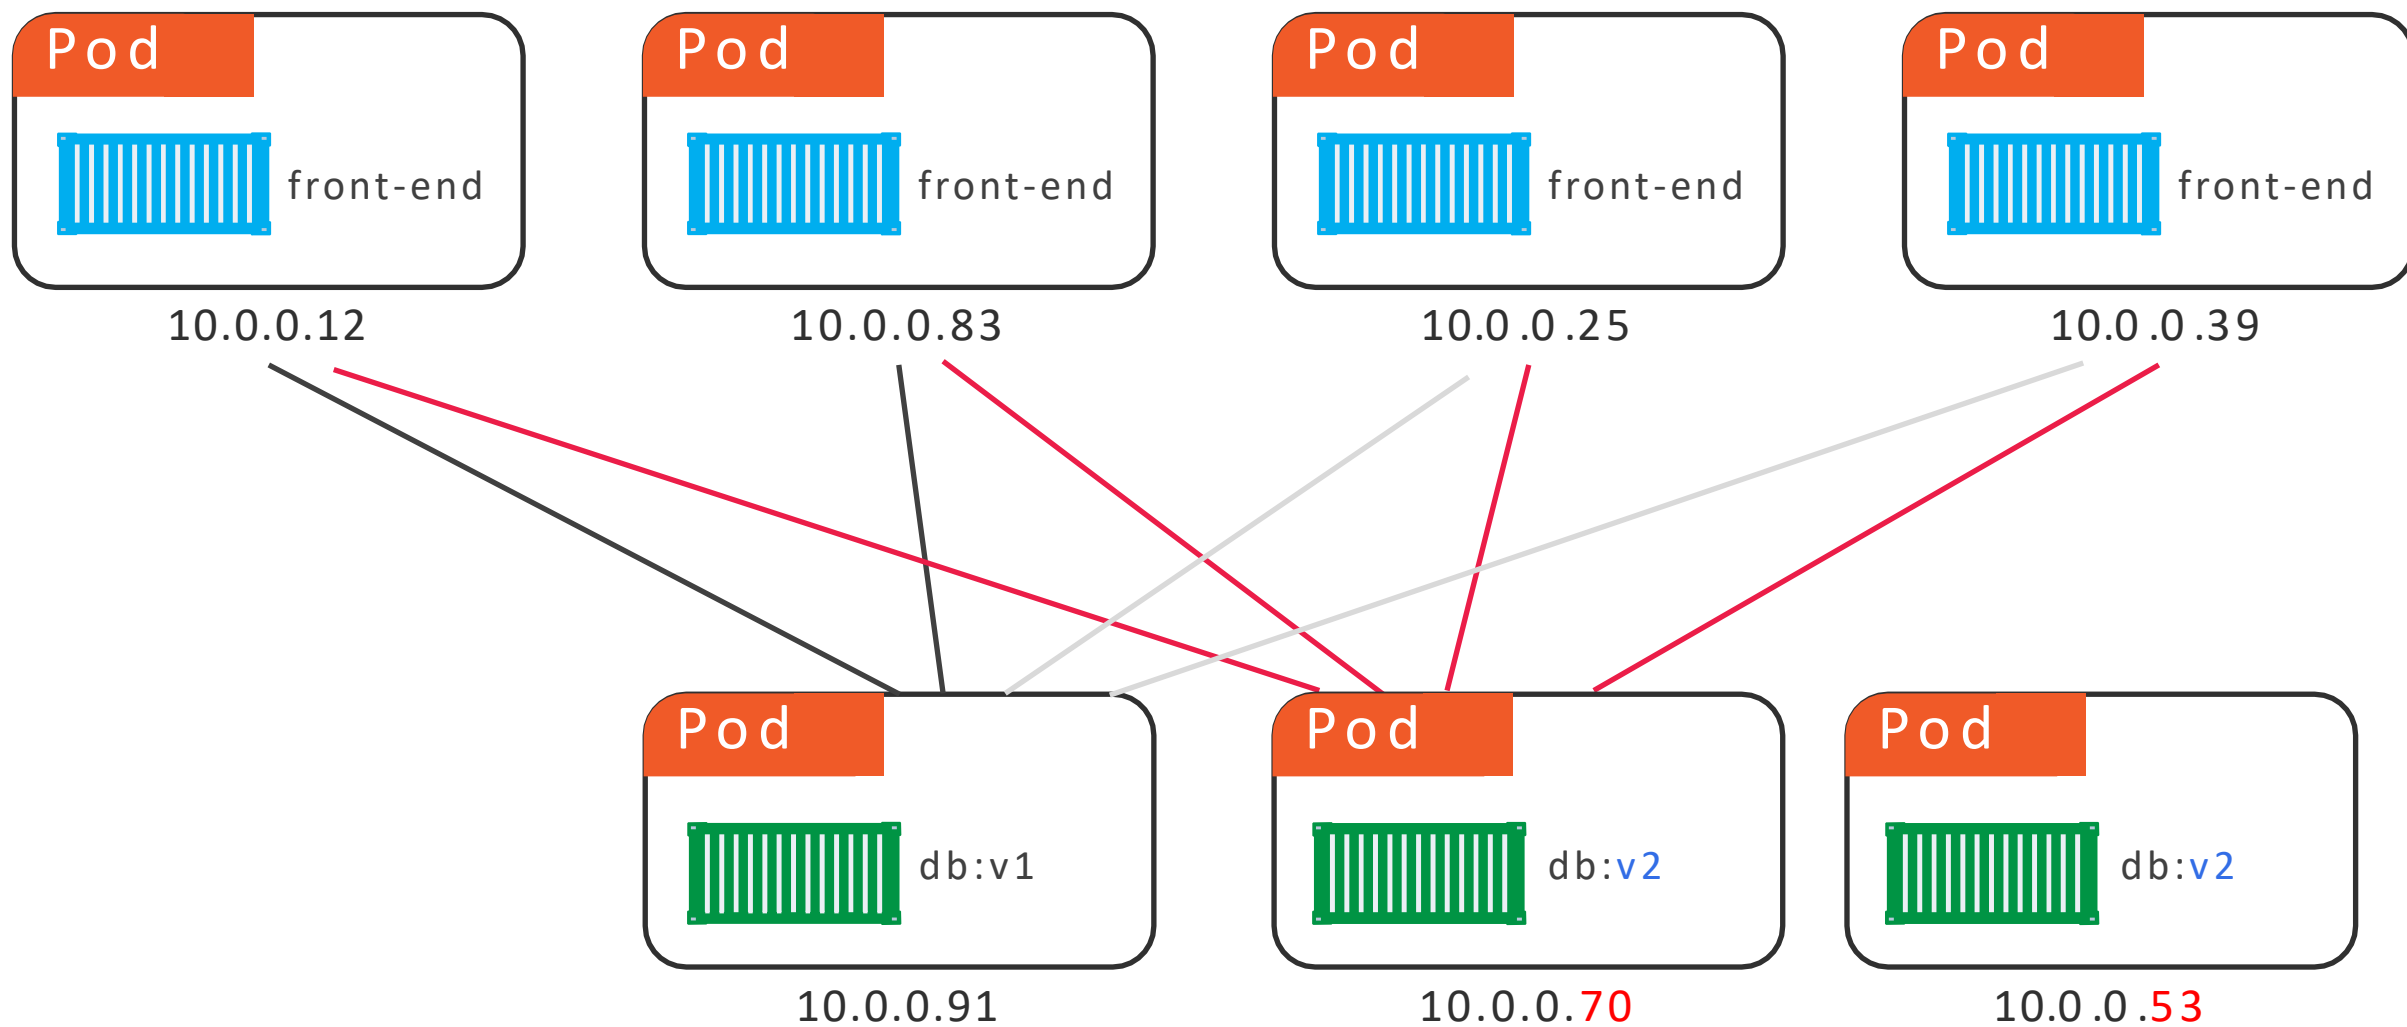 Pod Pod Pod Pod
front-end front-end front-end front-end
10.0.0.12 10.0.0.83 10.0.0.25 10.0.0.39
Pod Pod Pod
db:v1 db:v2 db:v2
10.0.0.91 10.0.0.70 10.0.0.53